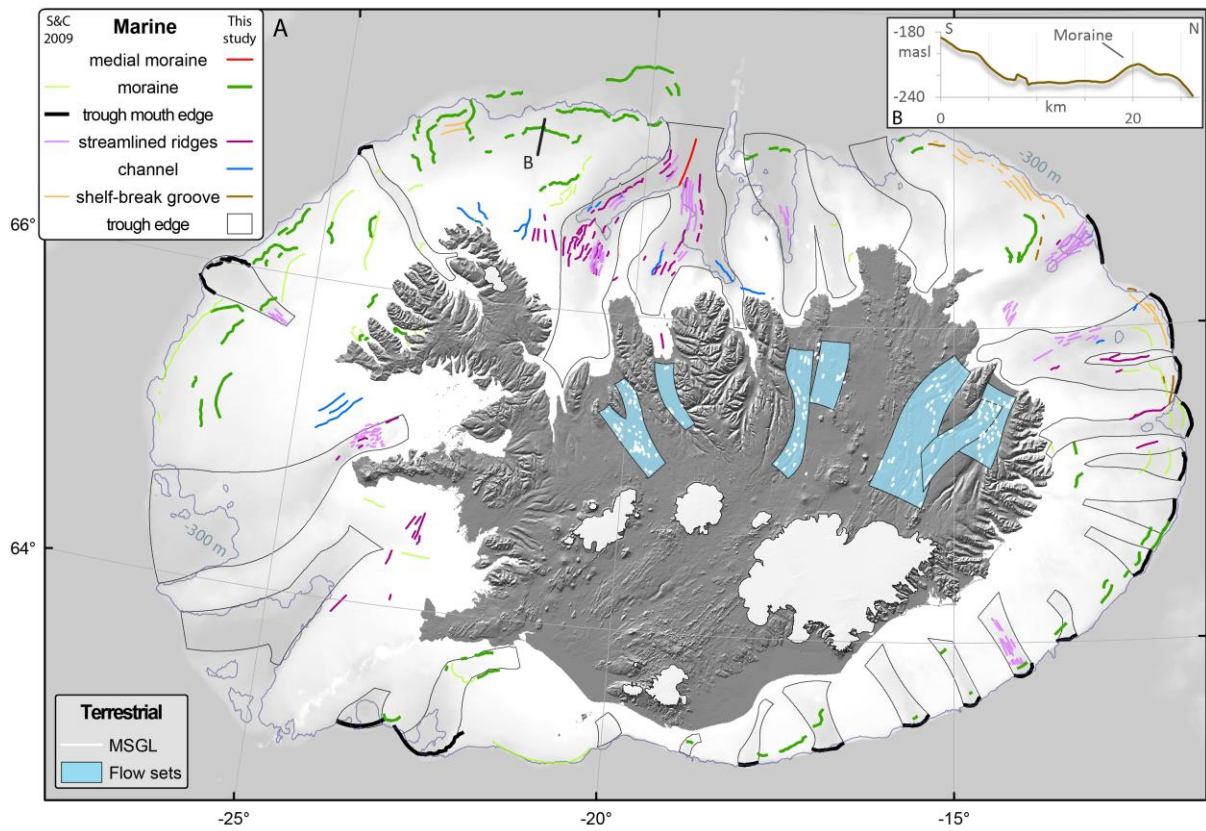 S&C 2009
Marine
This study
A
medial moraine
moraine
trough mouth edge
streamlined ridges
channel
shelf-break groove
trough edge
-180
S
Moraine
N
masl
-240
km
B
0
20
B
-300 m
66°
64°
-300 m
Terrestrial
MSGL
Flow sets
-25°
-20°
-15°